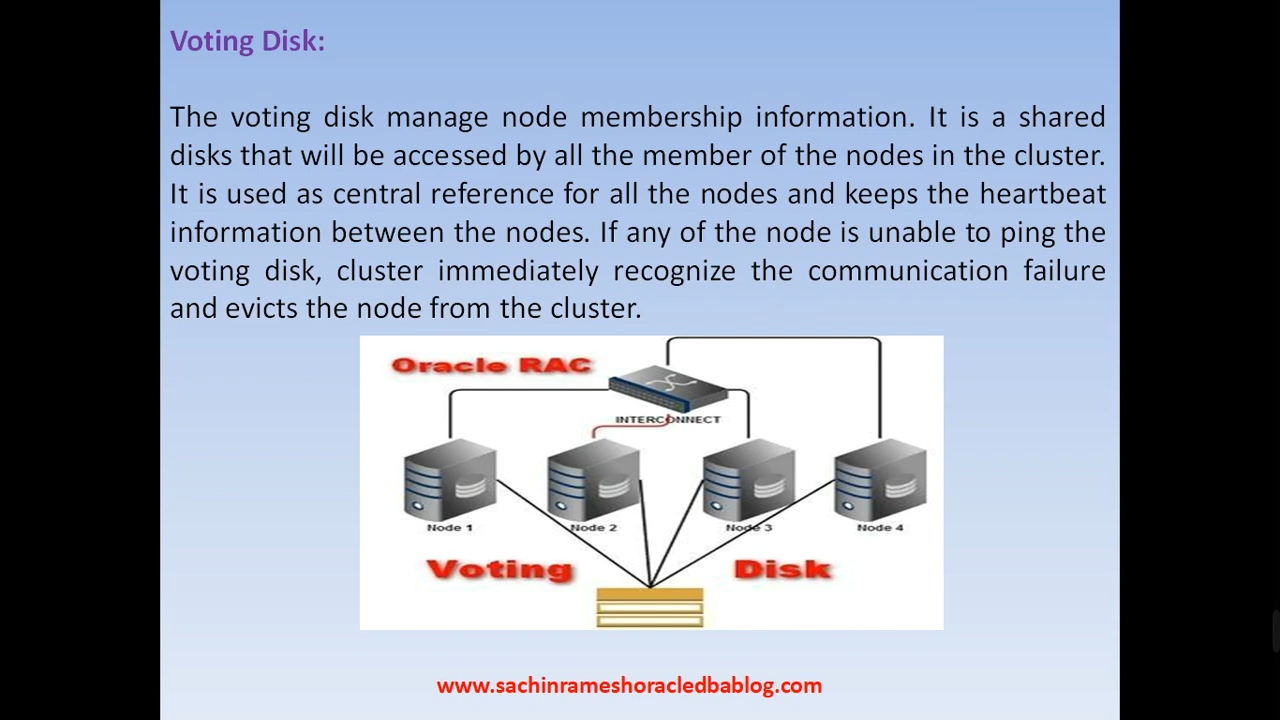 Voting Disk:
The voting disk manage node membership information. It is a shared
disks that will be accessed by all the member of the nodes in the cluster.
It is used as central reference for all the nodes and keeps the heartbeat
information between the nodes. If any of the node is unable to ping the
voting disk, cluster immediately recognize the communication failure
and evicts the node from the cluster.
Oracle RAC
INTERCONNECT
Node 1 Node 2 Node 3 Node 4
Voting Disk
www.sachinrameshoracledbablog.com